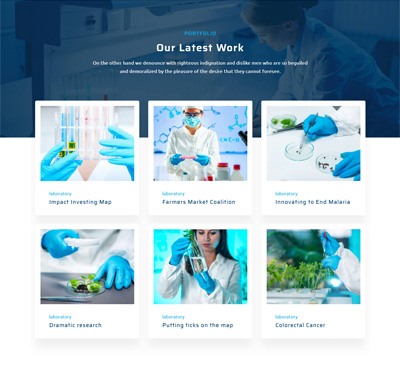 PORTFOLIO
Our Latest Work
On the other hand we denounce with righteous indignation and dislike men who are so beguiled
and demoralized by the pleasure of the desire that they cannot foresee.
laboratory
Impact Investing Map
laboratory
Farmers Market Coalition
laboratory
Innovating to End Malaria
laboratory
Dramatic research
laboratory
Putting ticks on the map
laboratory
Colorectal Cancer